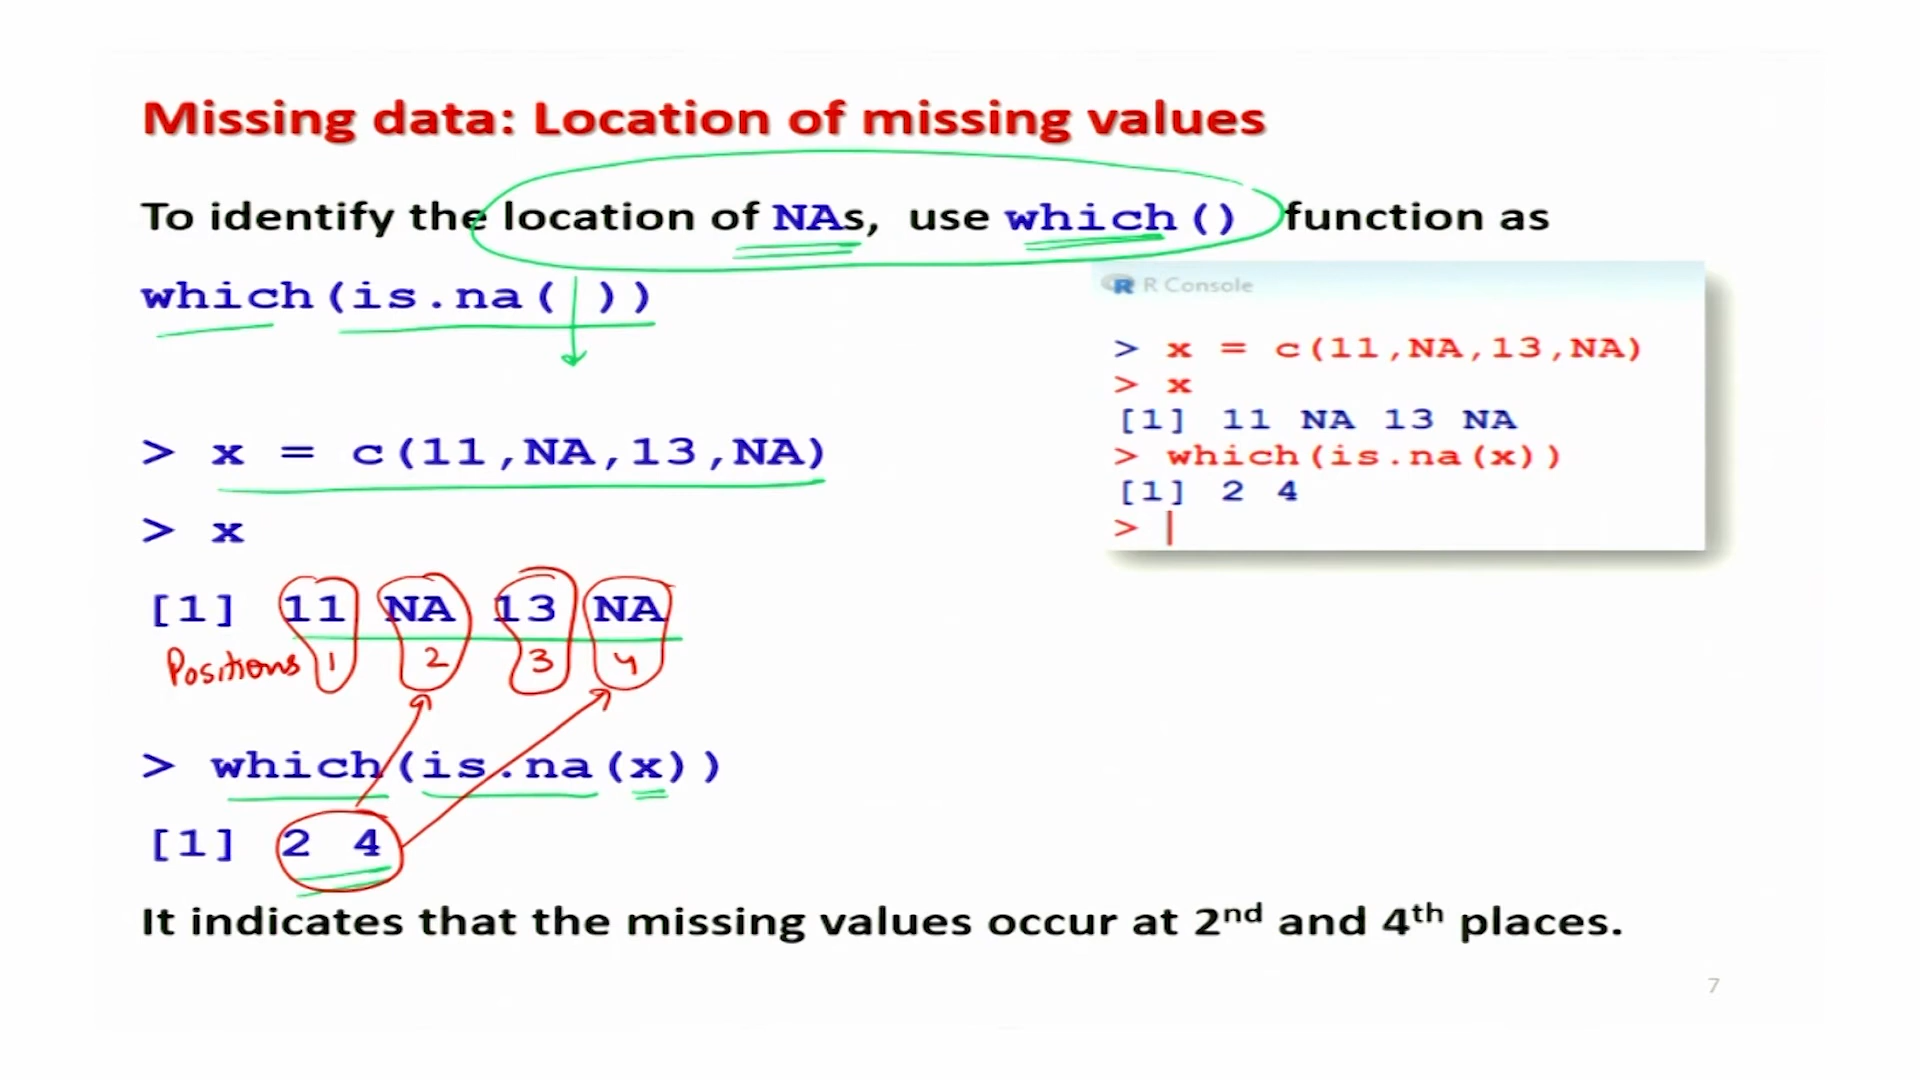 Missing data: Location of missing values
To identify the location of NAs, use which() function as
which(is.na( ))
> x = c(11,NA,13,NA)
> x
[1] 11 NA 13 NA
Positions 1 2 3 4
> which(is.na(x))
[1] 2 4
It indicates that the missing values occur at 2nd and 4th places.
R Console
> x = c(11,NA,13,NA)
> x
[1] 11 NA 13 NA
> which(is.na(x))
[1] 2 4
>
7